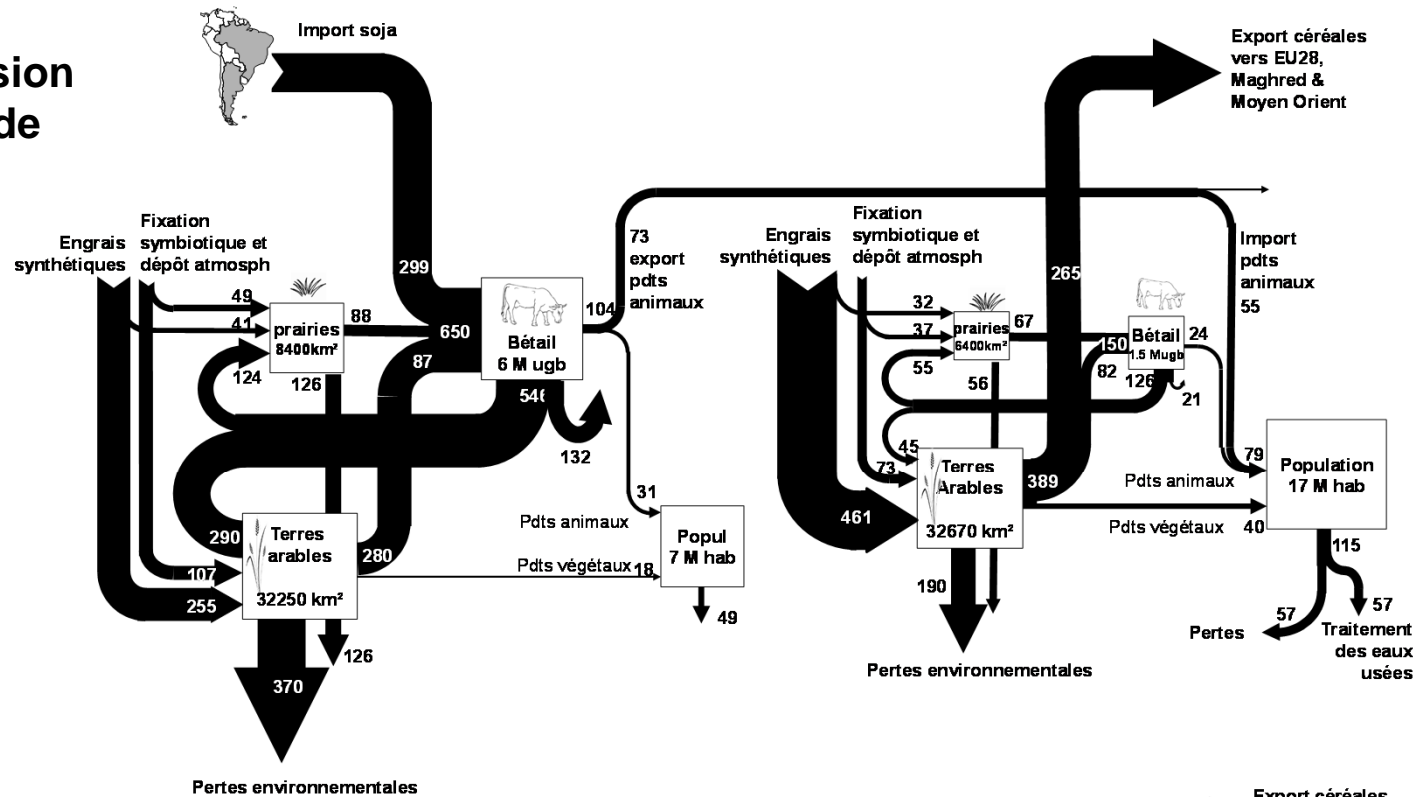 sion
de
Import soja
Engrais
synthétiques
Fixation
symbiotique et
dépôt atmosph
299
49
41
124
prairies
8400km²
88
126
650
87
Bétail
6 M ugb
546
104
132
73
export
pdts
animaux
31
Pdts animaux
Pdts végétaux 18
Popul
7 M hab
49
290
107
255
Terres
arables
32250 km²
280
126
370
Pertes environnementales
Export céréales
vers EU28,
Maghred &
Moyen Orient
Engrais
synthétiques
Fixation
symbiotique et
dépôt atmosph
265
Import
pdts
animaux
55
32
37
55
prairies
6400km²
67
56
150
82
Bétail
1.5 Mugb
24
126
21
45
73
461
Terres
Arables
32670 km²
389
190
Pertes environnementales
Pdts animaux
79
Pdts végétaux
40
Population
17 M hab
115
57
Pertes
57
Traitement
des eaux
usées
Export céréales